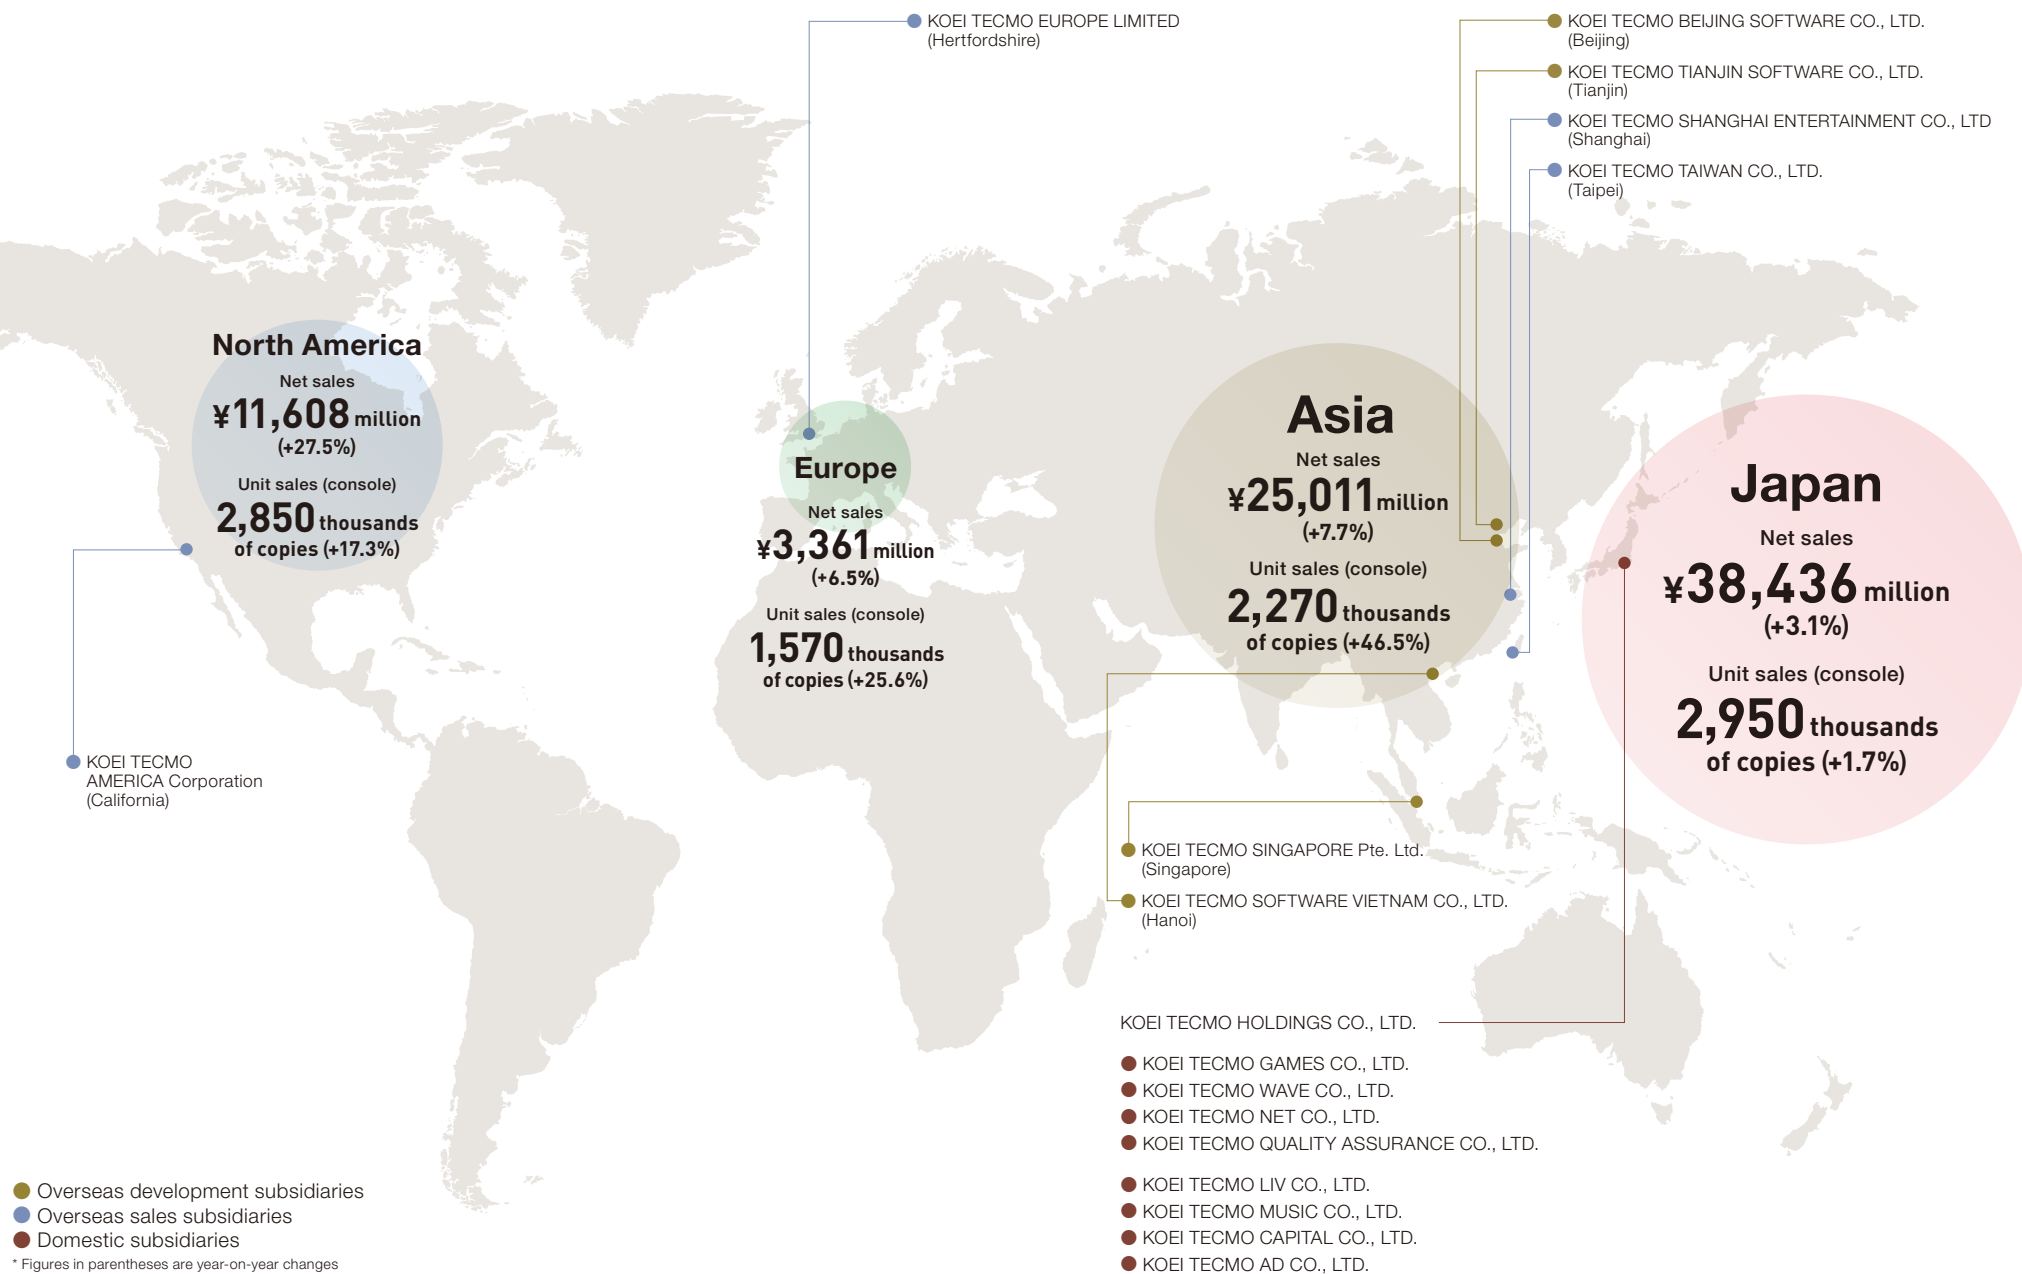 KOEI TECMO EUROPE LIMITED
(Hertfordshire)
KOEI TECMO BEIJING SOFTWARE CO., LTD.
(Beijing)
KOEI TECMO TIANJIN SOFTWARE CO., LTD.
(Tianjin)
KOEI TECMO SHANGHAI ENTERTAINMENT CO., LTD
(Shanghai)
KOEI TECMO TAIWAN CO., LTD.
(Taipei)
North America
Net sales
¥11,608 million
(+27.5%)
Unit sales (console)
2,850 thousands
of copies (+17.3%)
Europe
Net sales
¥3,361 million
(+6.5%)
Unit sales (console)
1,570 thousands
of copies (+25.6%)
Asia
Net sales
¥25,011 million
(+7.7%)
Unit sales (console)
2,270 thousands
of copies (+46.5%)
Japan
Net sales
¥38,436 million
(+3.1%)
Unit sales (console)
2,950 thousands
of copies (+1.7%)
KOEI TECMO
AMERICA Corporation
(California)
KOEI TECMO SINGAPORE Pte. Ltd.
(Singapore)
KOEI TECMO SOFTWARE VIETNAM CO., LTD.
(Hanoi)
KOEI TECMO HOLDINGS CO., LTD.
KOEI TECMO GAMES CO., LTD.
KOEI TECMO WAVE CO., LTD.
KOEI TECMO NET CO., LTD.
KOEI TECMO QUALITY ASSURANCE CO., LTD.
KOEI TECMO LIV CO., LTD.
KOEI TECMO MUSIC CO., LTD.
KOEI TECMO CAPITAL CO., LTD.
KOEI TECMO AD CO., LTD.
Overseas development subsidiaries
Overseas sales subsidiaries
Domestic subsidiaries
* Figures in parentheses are year-on-year changes